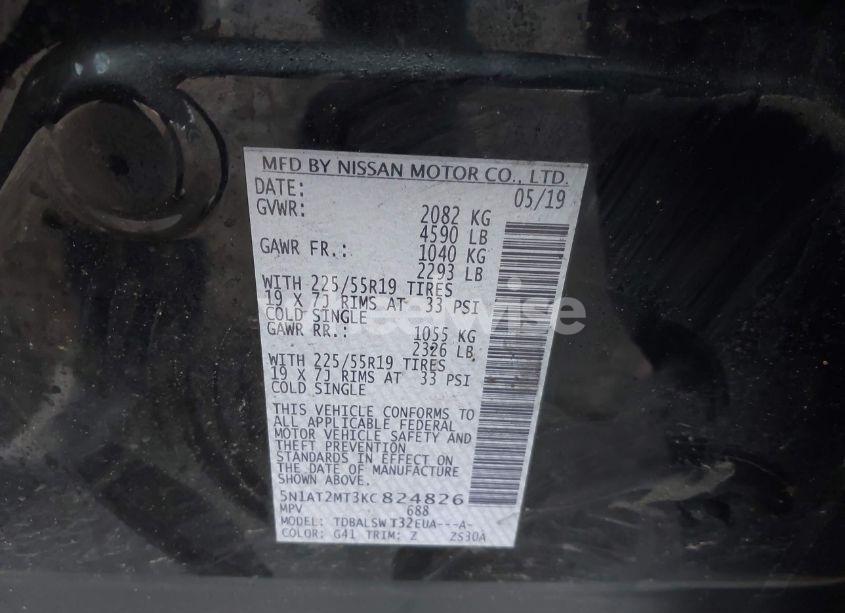 MFD BY NISSAN MOTOR CO., LTD.
DATE: 05/19
GVWR: 2082 KG
4590 LB
GAWR FR.: 1040 KG
2293 LB
WITH 225/55R19 TIRES
19 X 7J RIMS AT 33 PSI
COLD SINGLE
GAWR RR.: 1055 KG
2326 LB
WITH 225/55R19 TIRES
19 X 7J RIMS AT 33 PSI
COLD SINGLE
THIS VEHICLE CONFORMS TO
ALL APPLICABLE FEDERAL
MOTOR VEHICLE SAFETY AND
THEFT PREVENTION
STANDARDS IN EFFECT ON
THE DATE OF MANUFACTURE
SHOWN ABOVE.
5N1AT2MT3KC824826
MPV 688
MODEL: TDBALSWT32EUA---A-
COLOR: G41 TRIM: Z ZS30A